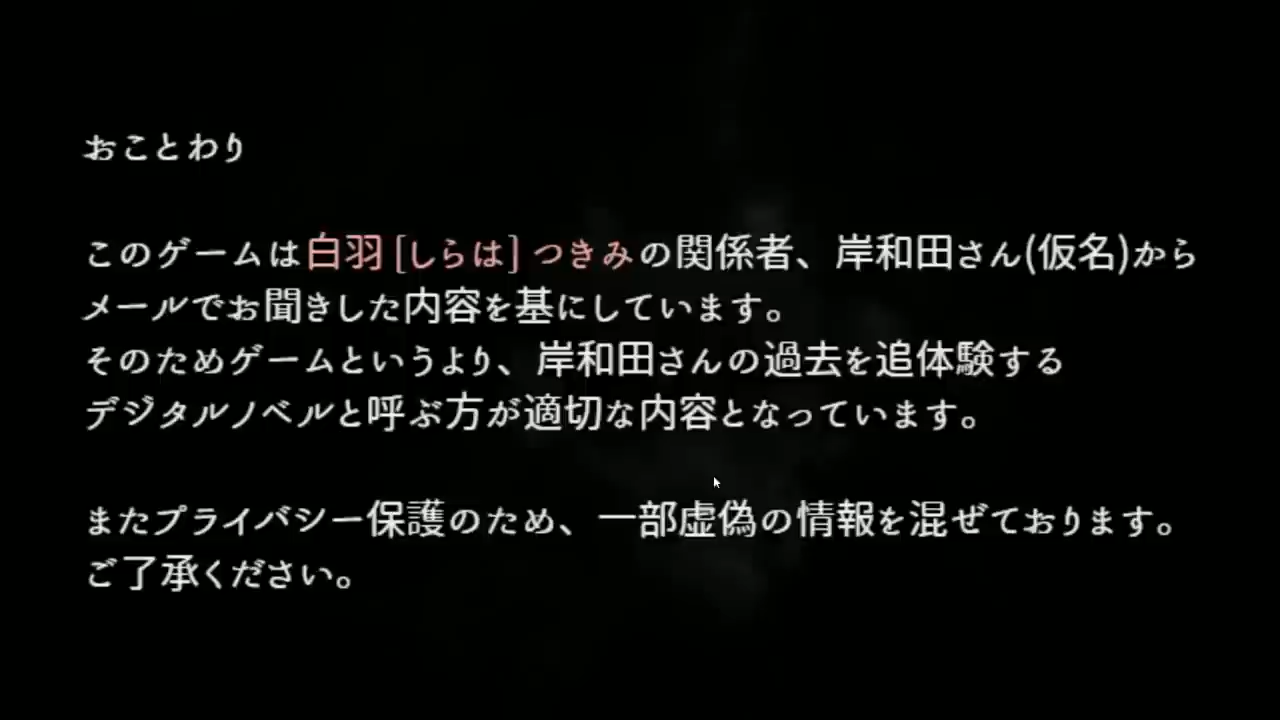 おことわり
このゲームは白羽 [しらは] つきみの関係者、岸和田さん(仮名)から
メールでお聞きした内容を基にしています。
そのためゲームというより、岸和田さんの過去を追体験する
デジタルノベルと呼ぶ方が適切な内容となっています。
またプライバシー保護のため、一部虚偽の情報を混ぜております。
ご了承ください。